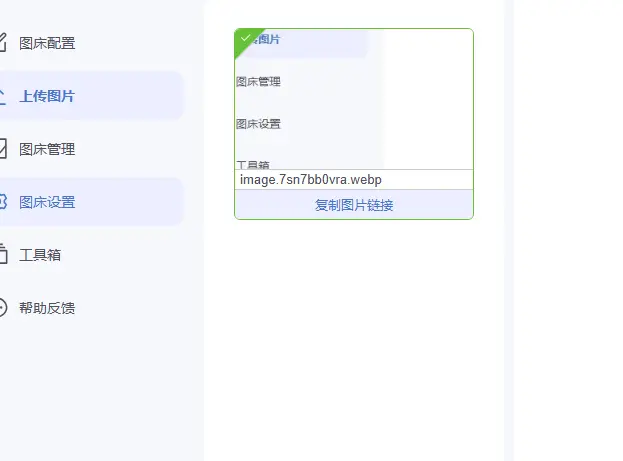 图床配置
上传图片
图床管理
图床设置
工具箱
帮助反馈
传图片
图床管理
图床设置
工具箱
image.7sn7bb0vra.webp
复制图片链接